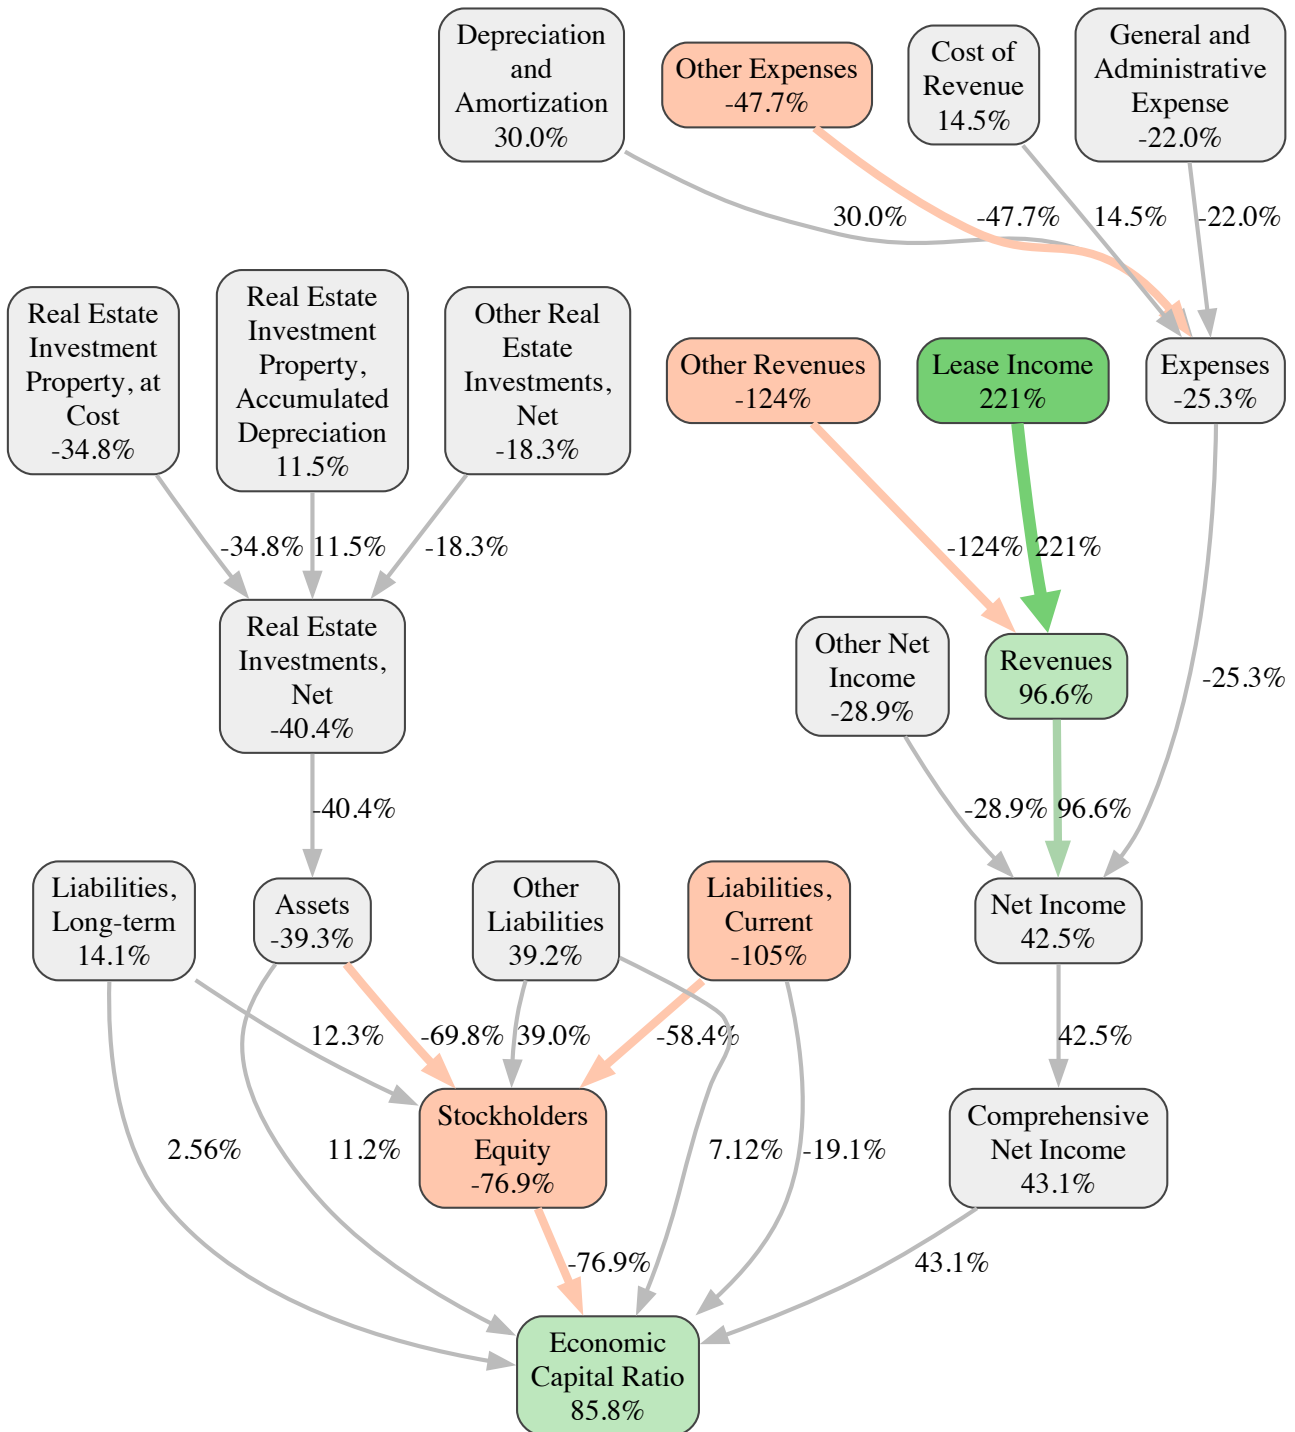 Depreciation
and
Amortization
30.0%
Other Expenses
-47.7%
Cost of
Revenue
14.5%
General and
Administrative
Expense
-22.0%
30.0%
-47.7%
14.5%
-22.0%
Real Estate
Investment
Property, at
Cost
-34.8%
Real Estate
Investment
Property,
Accumulated
Depreciation
11.5%
Other Real
Estate
Investments,
Net
-18.3%
Other Revenues
-124%
Lease Income
221%
Expenses
-25.3%
-34.8%
11.5%
-18.3%
-124%
221%
Real Estate
Investments,
Net
-40.4%
Other Net
Income
-28.9%
Revenues
96.6%
-25.3%
-40.4%
-28.9%
96.6%
Liabilities,
Long-term
14.1%
Assets
-39.3%
Other
Liabilities
39.2%
Liabilities,
Current
-105%
Net Income
42.5%
12.3%
-69.8%
39.0%
-58.4%
42.5%
Stockholders
Equity
-76.9%
Comprehensive
Net Income
43.1%
2.56%
11.2%
7.12%
-19.1%
-76.9%
43.1%
Economic
Capital Ratio
85.8%